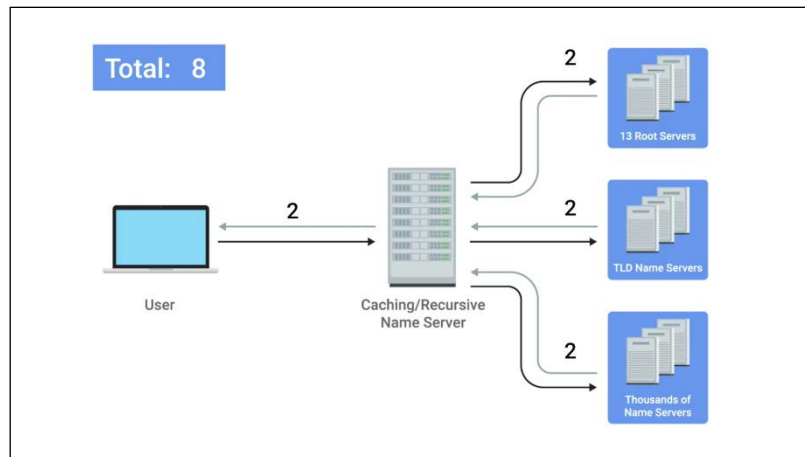 Total: 8
2
13 Root Servers
2
2
TLD Name Servers
User
Caching/Recursive
Name Server
2
Thousands of
Name Servers